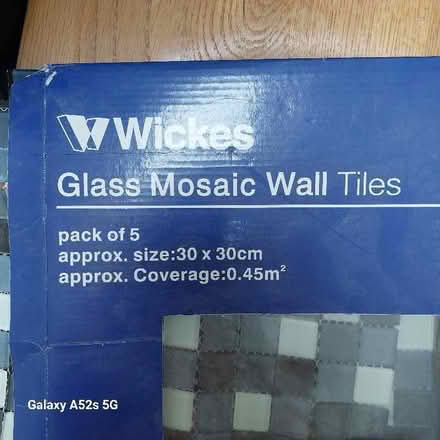 Wickes
Glass Mosaic Wall Tiles
pack of 5
approx. size:30 x 30cm
approx. Coverage:0.45m²
Galaxy A52s 5G